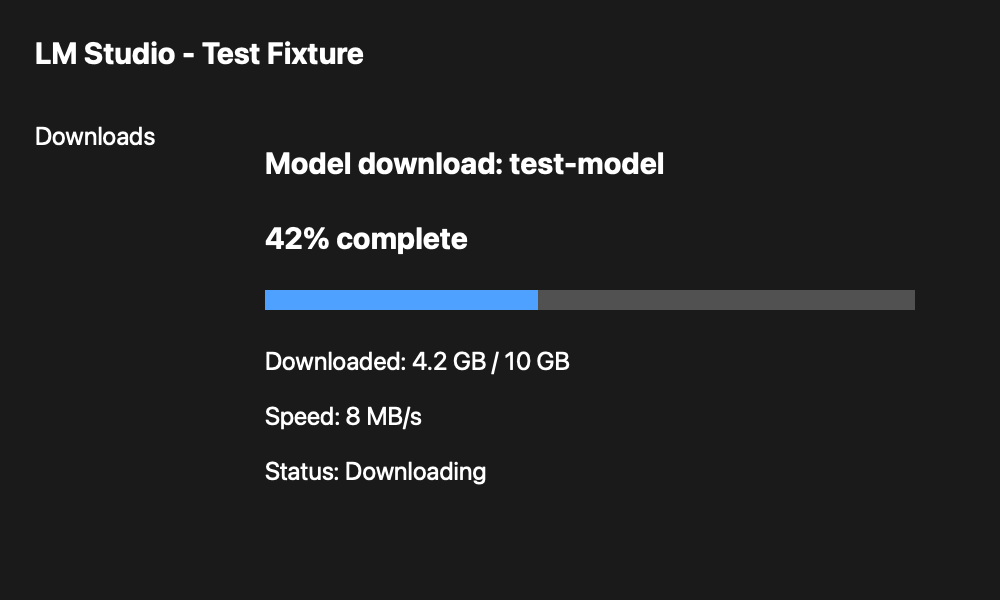 LM Studio - Test Fixture
Downloads
Model download: test-model
42% complete
Downloaded: 4.2 GB / 10 GB
Speed: 8 MB/s
Status: Downloading